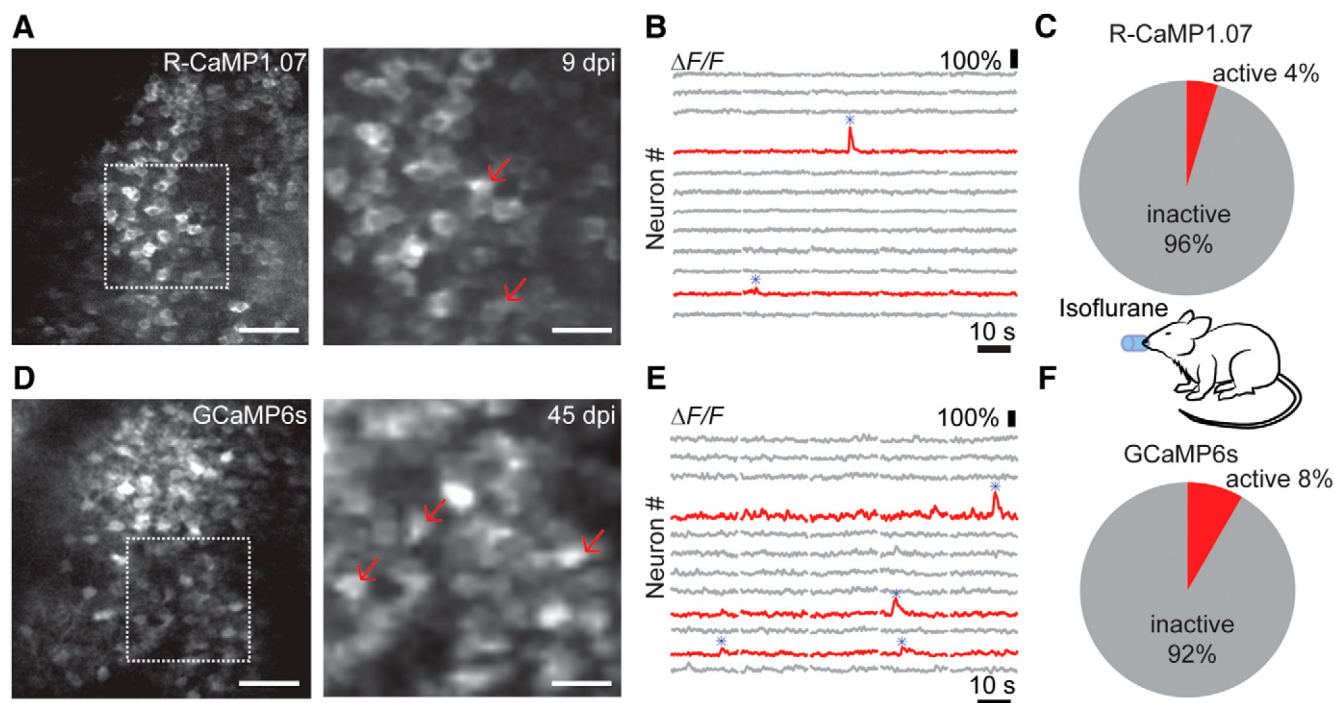 A
R-CaMP1.07
9 dpi
B
ΔF/F
100%
Neuron #
10 s
C
R-CaMP1.07
active 4%
inactive
96%
Isoflurane
D
GCaMP6s
45 dpi
E
ΔF/F
100%
Neuron #
10 s
F
GCaMP6s
active 8%
inactive
92%